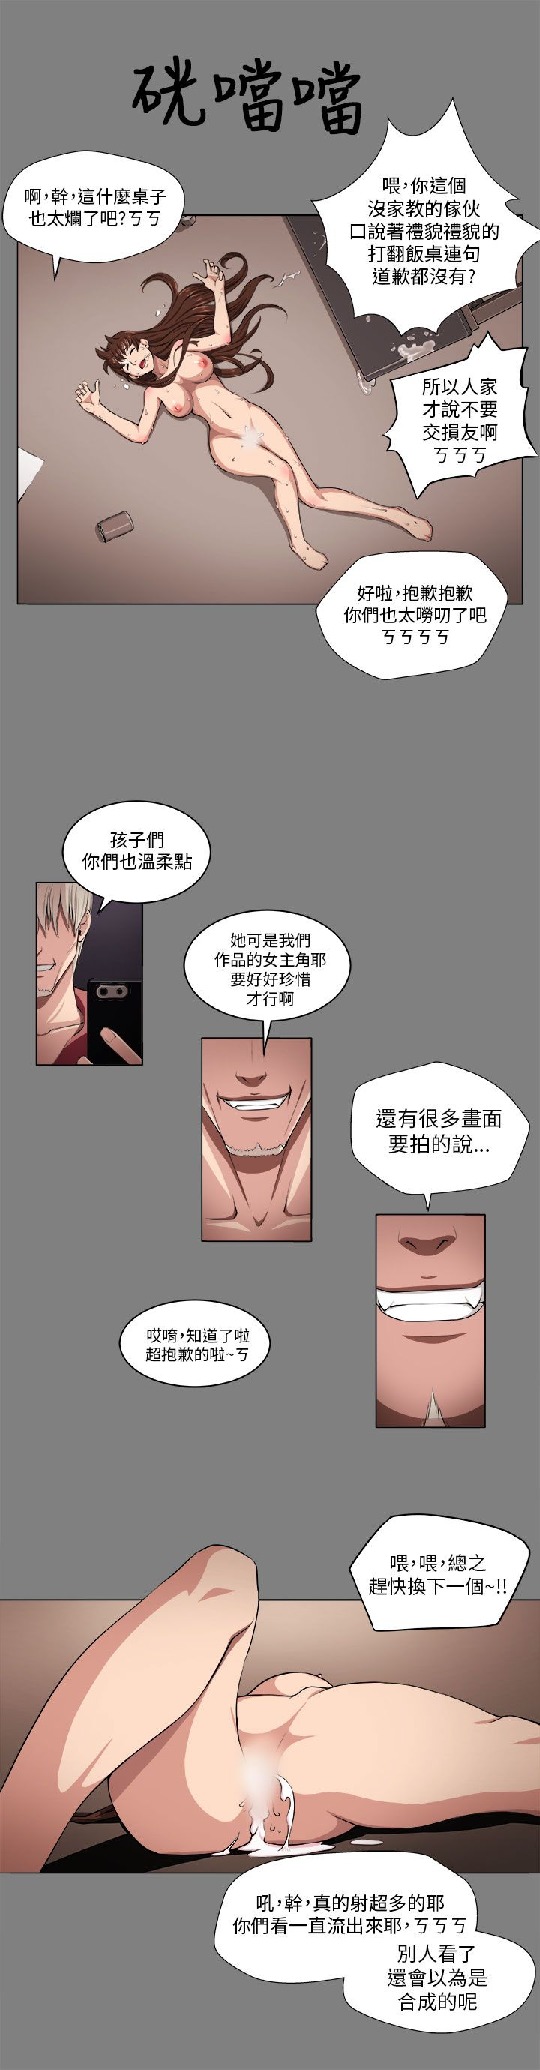 硄噹噹
啊,幹,這什麼桌子
也太爛了吧?ㄎㄎ
喂,你這個
沒家教的傢伙
口說著禮貌禮貌的
打翻飯桌連句
道歉都沒有?
所以人家
才說不要
交損友啊
ㄎㄎㄎ
好啦,抱歉抱歉
你們也太嘮叨了吧
ㄎㄎㄎㄎ
孩子們
你們也溫柔點
她可是我們
作品的女主角耶
要好好珍惜
才行啊
還有很多畫面
要拍的說...
哎唷,知道了啦
超抱歉的啦~ㄎ
喂,喂,總之
趕快換下一個~!!
吼,幹,真的射超多的耶
你們看一直流出來耶,ㄎㄎㄎ
別人看了
還會以為是
合成的呢